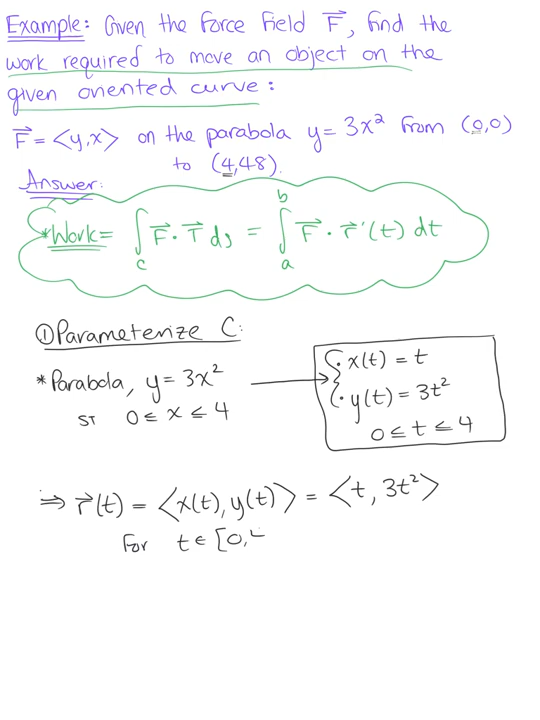 Example: Given the Force Field F⃗, find the
work required to move an object on the
given oriented curve:
F⃗ = <y,x> on the parabola y = 3x² from (0,0)
to (4,48).
Answer:
*Work = ∫_C F⃗ · T⃗ ds = ∫_a^b F⃗ · r⃗'(t) dt
① Parameterize C:
*Parabola, y = 3x²
ST 0 ≤ x ≤ 4
· x(t) = t
· y(t) = 3t²
0 ≤ t ≤ 4
⇒ r⃗(t) = <x(t), y(t)> = <t, 3t²>
For t ∈ [0,